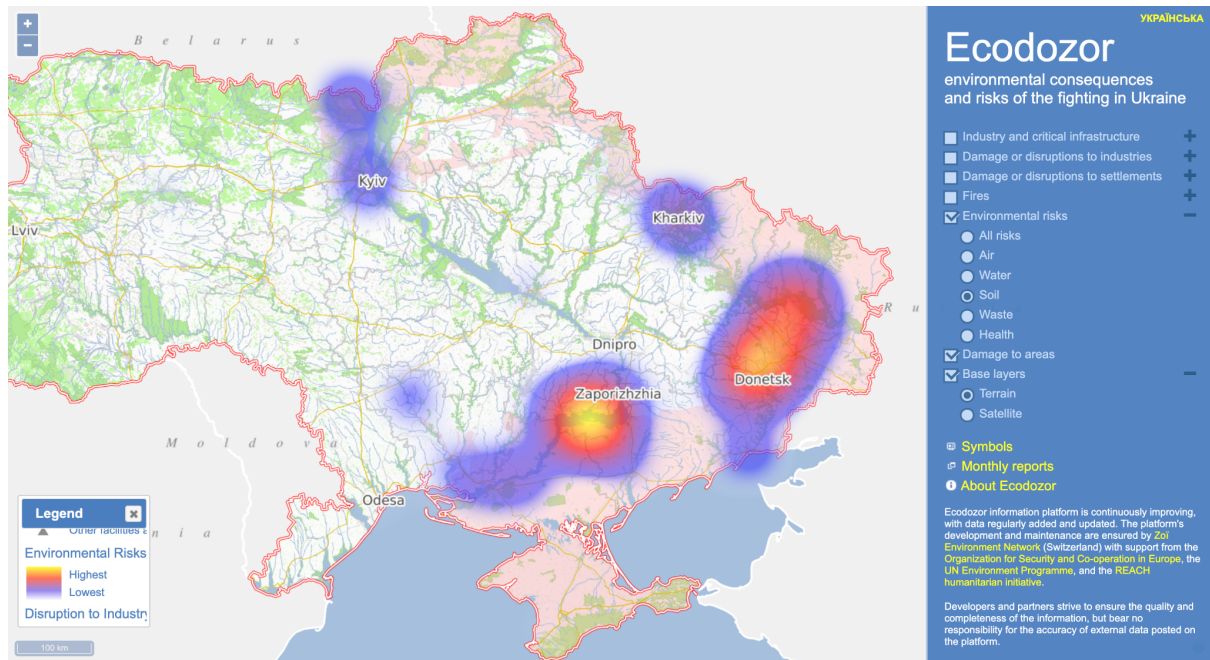 +
−
B e l a r u s
Kyiv
Kharkiv
Lviv
R u
Dnipro
Donetsk
Zaporizhzhia
M o l d o v a
Odesa
n i a
Legend
Other facilities
Environmental Risks
Highest
Lowest
Disruption to Industry
100 km
УКРАЇНСЬКА
Ecodozor
environmental consequences
and risks of the fighting in Ukraine
Industry and critical infrastructure
Damage or disruptions to industries
Damage or disruptions to settlements
Fires
Environmental risks
All risks
Air
Water
Soil
Waste
Health
Damage to areas
Base layers
Terrain
Satellite
Symbols
Monthly reports
About Ecodozor
Ecodozor information platform is continuously improving,
with data regularly added and updated. The platform's
development and maintenance are ensured by Zoï
Environment Network (Switzerland) with support from the
Organization for Security and Co-operation in Europe, the
UN Environment Programme, and the REACH
humanitarian initiative.
Developers and partners strive to ensure the quality and
completeness of the information, but bear no
responsibility for the accuracy of external data posted on
the platform.